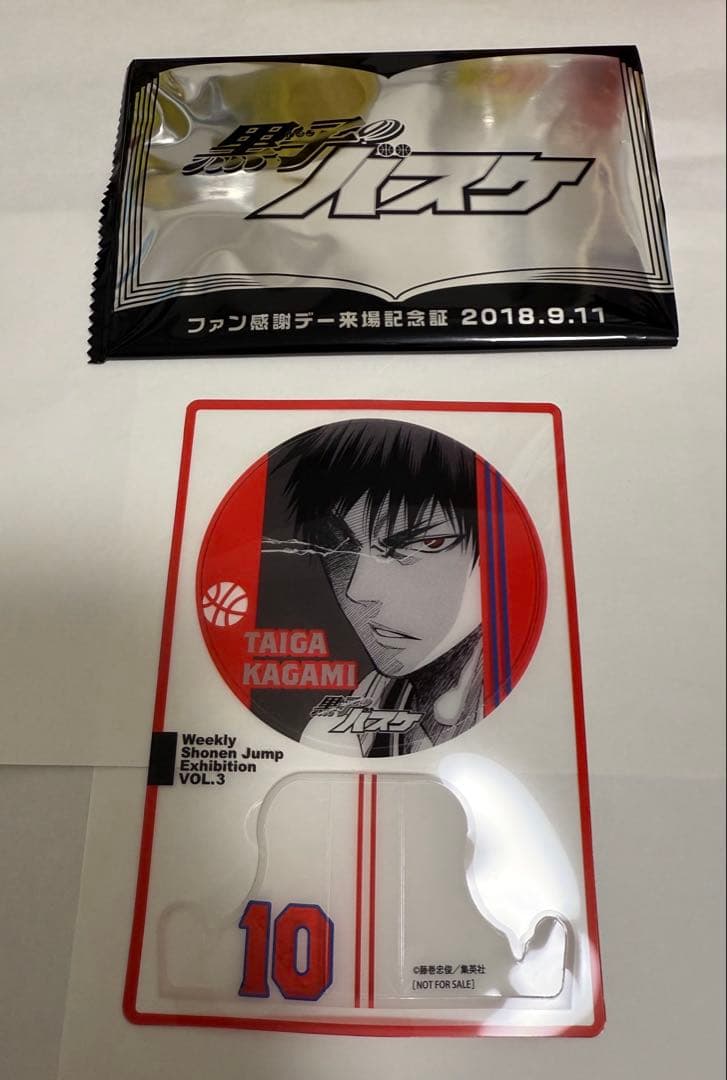 黒子の
バスケ
ファン感謝デー来場記念証 2018.9.11
TAIGA
KAGAMI
黒子の
バスケ
Weekly
Shonen Jump
Exhibition
VOL.3
10
©藤巻忠俊／集英社
[NOT FOR SALE]